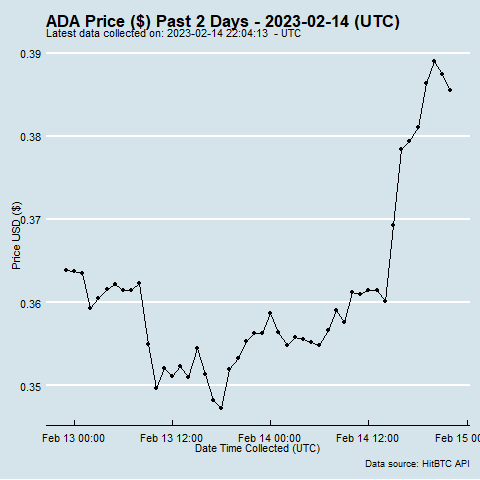 ADA Price ($) Past 2 Days - 2023-02-14 (UTC)
Latest data collected on: 2023-02-14 22:04:13 - UTC
0.39
0.38
0.37
0.36
0.35
Price USD ($)
Feb 13 00:00 Feb 13 12:00 Feb 14 00:00 Feb 14 12:00 Feb 15 00:
Date Time Collected (UTC)
Data source: HitBTC API